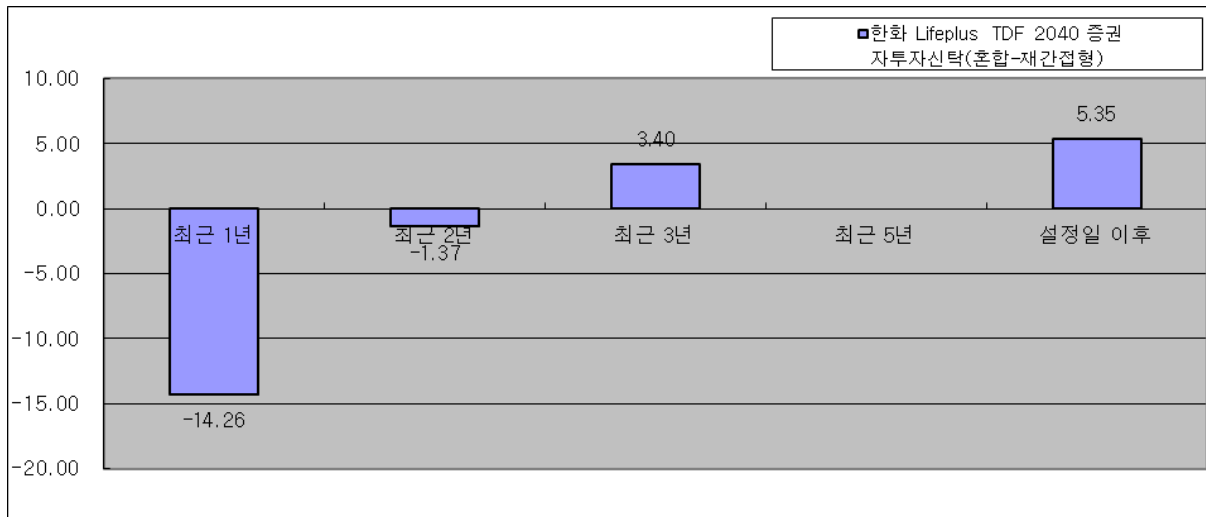 한화 Lifeplus TDF 2040 증권
자투자신탁(혼합-재간접형)
10.00
5.00
0.00
-5.00
-10.00
-15.00
-20.00
5.35
3.40
최근 1년
최근 2년
최근 3년
최근 5년
설정일 이후
-1.37
-14.26